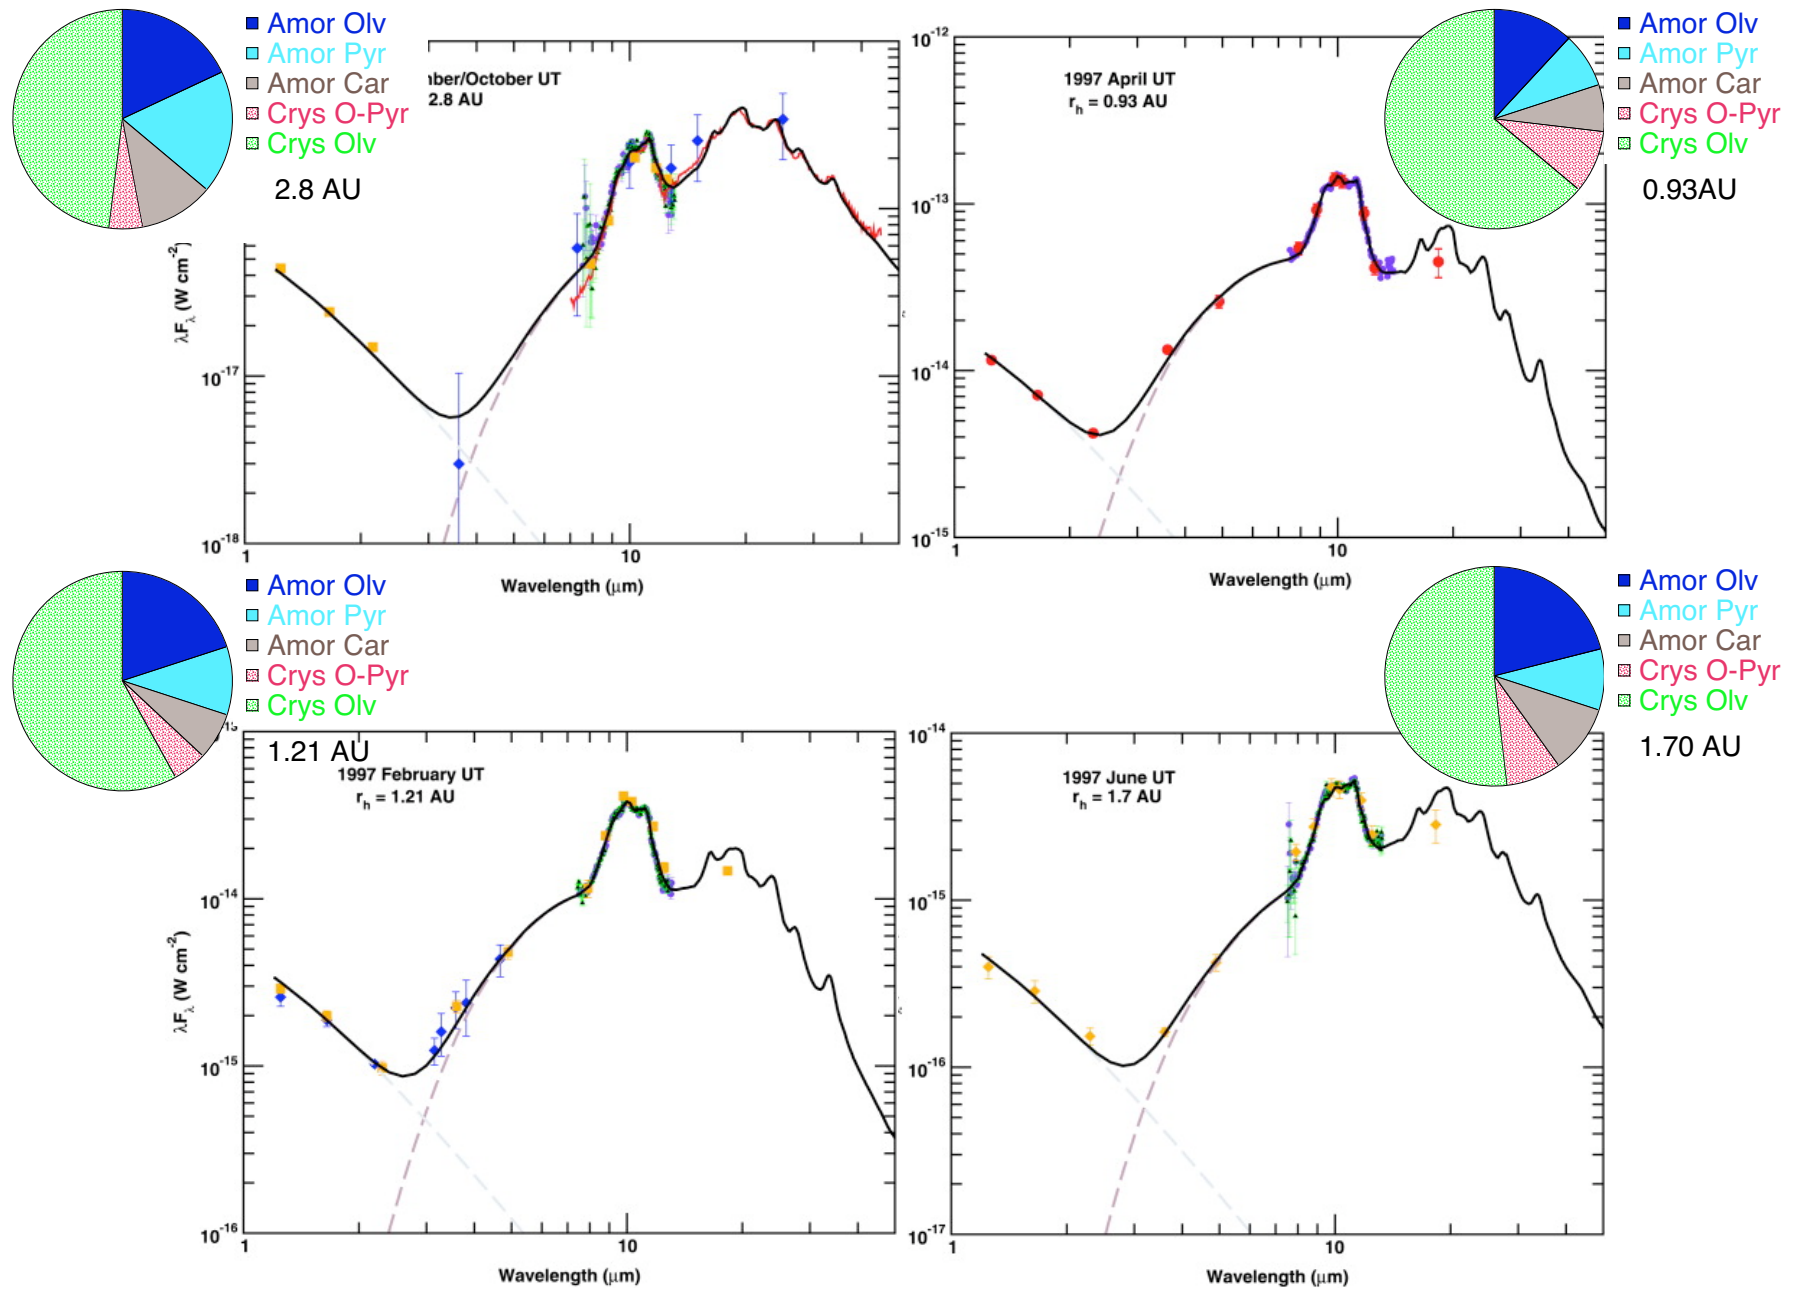 Amor Olv
Amor Pyr
Amor Car
Crys O-Pyr
Crys Olv
2.8 AU
ber/October UT
2.8 AU
λFλ (W cm-2)
10-17
10-18
1
10
Wavelength (μm)
Amor Olv
Amor Pyr
Amor Car
Crys O-Pyr
Crys Olv
0.93AU
1997 April UT
rh = 0.93 AU
10-12
10-13
10-14
10-15
1
10
Wavelength (μm)
Amor Olv
Amor Pyr
Amor Car
Crys O-Pyr
Crys Olv
1.21 AU
1997 February UT
rh = 1.21 AU
λFλ (W cm-2)
10-14
10-15
10-16
1
10
Wavelength (μm)
Amor Olv
Amor Pyr
Amor Car
Crys O-Pyr
Crys Olv
1.70 AU
1997 June UT
rh = 1.7 AU
10-14
10-15
10-16
10-17
1
10
Wavelength (μm)